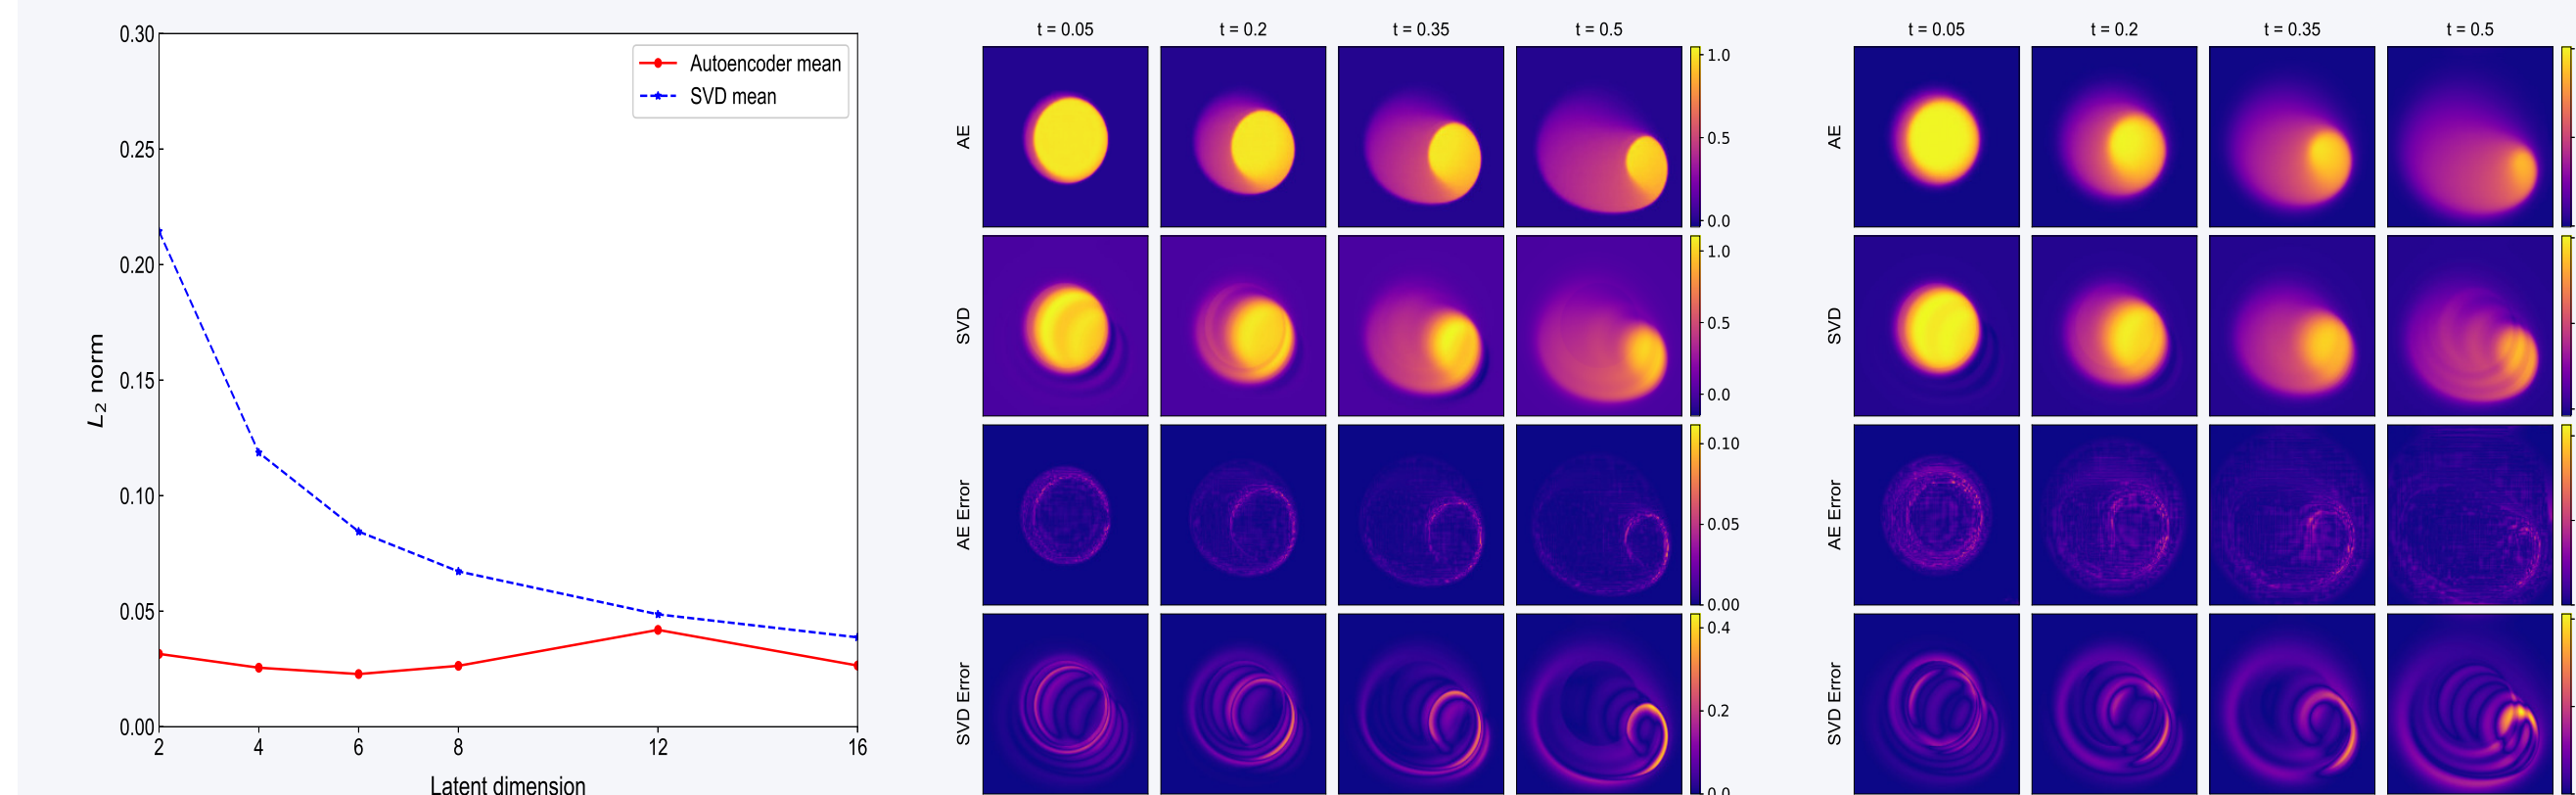 0.30
0.25
0.20
0.15
0.10
0.05
0.00
L₂ norm
2 4 6 8 12 16
Latent dimension
Autoencoder mean
SVD mean
t = 0.05 t = 0.2 t = 0.35 t = 0.5
AE
1.0
0.5
0.0
SVD
1.0
0.5
0.0
AE Error
0.10
0.05
0.00
SVD Error
0.4
0.2
0.0
t = 0.05 t = 0.2 t = 0.35 t = 0.5
AE
SVD
AE Error
SVD Error